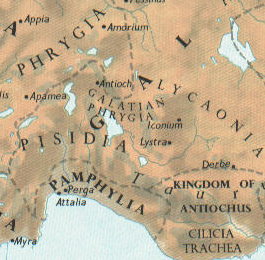 Appia
Amorium
PHRYGIA
A
L
Antioch
Apamea
GALATIAN
PHRYGIA
G
A
LYCAONIA
Iconium
PISIDIA
Lystra
Derbe
T a u r
PAMPHYLIA
Perga
Attalia
KINGDOM OF
ANTIOCHUS
CILICIA
TRACHEA
A
Myra